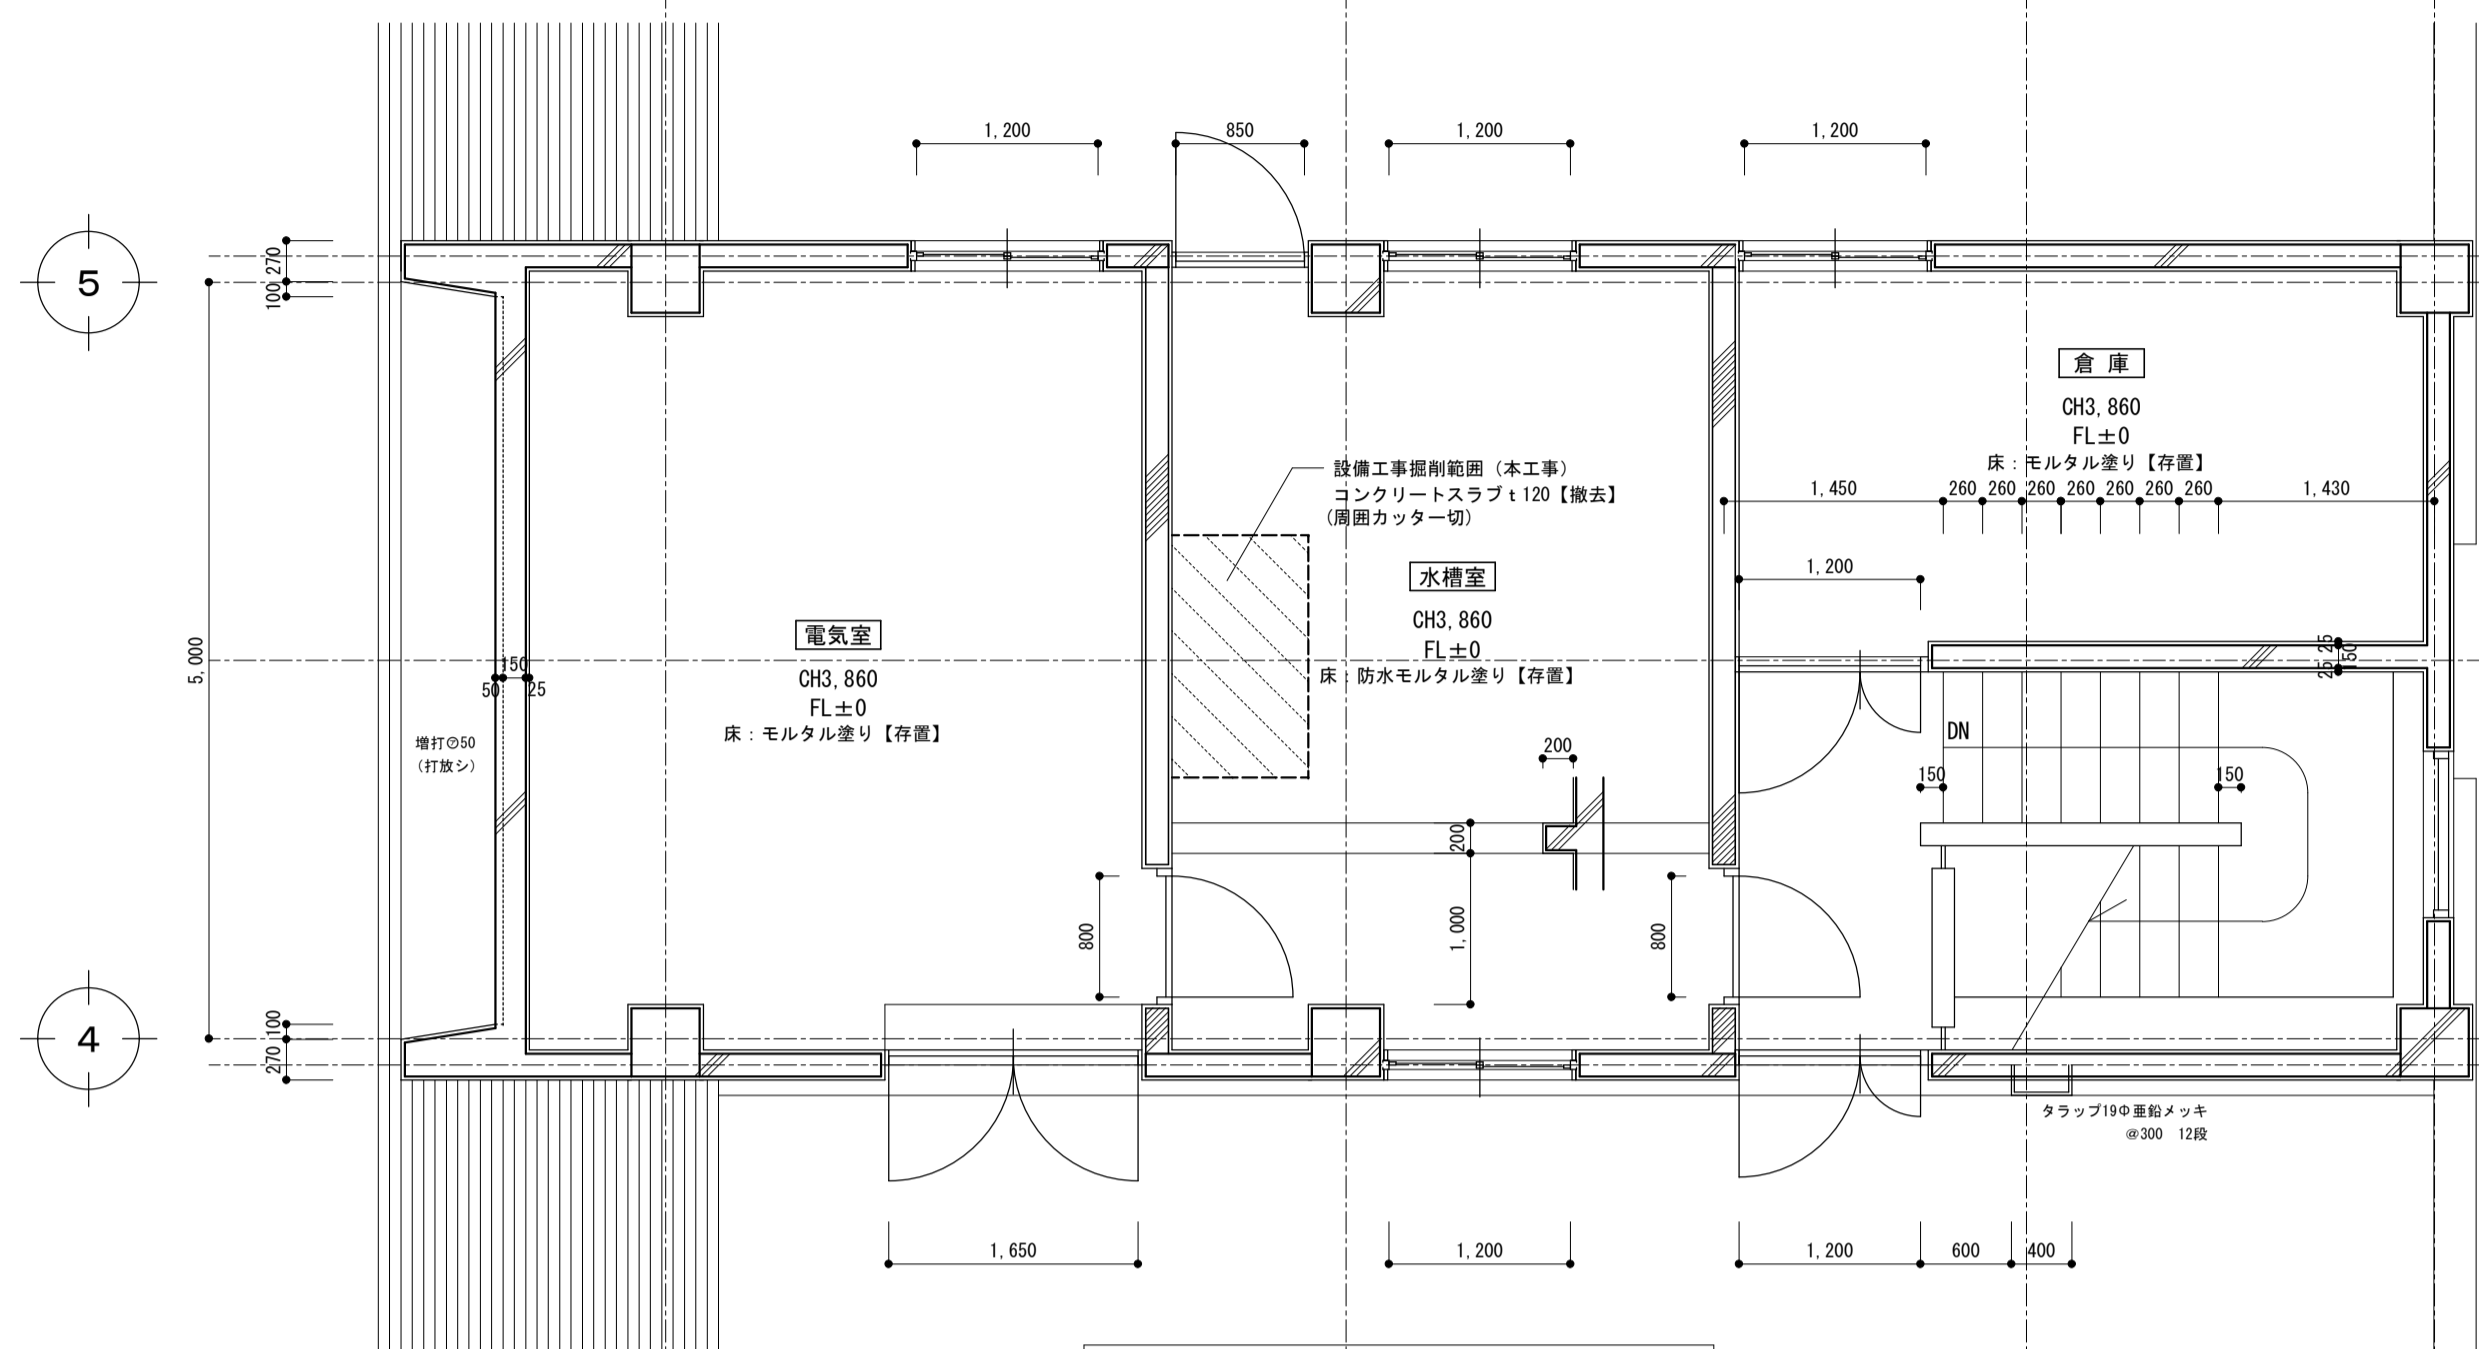 1,200
850
1,200
1,200
5
270
100
倉 庫
CH3,860
FL±0
床：モルタル塗り【存置】
設備工事掘削範囲（本工事）
コンクリートスラブｔ120【撤去】
(周囲カッター切）
1,450
260
260
260
260
260
260
260
1,430
水槽室
CH3,860
FL±0
床：防水モルタル塗り【存置】
1,200
電気室
CH3,860
FL±0
床：モルタル塗り【存置】
5,000
150
50
25
25
50
25
増打㋐50
（打放シ）
DN
200
150
150
200
800
1,000
800
4
100
270
タラップ19Φ亜鉛メッキ
@300　12段
1,650
1,200
1,200
600
400